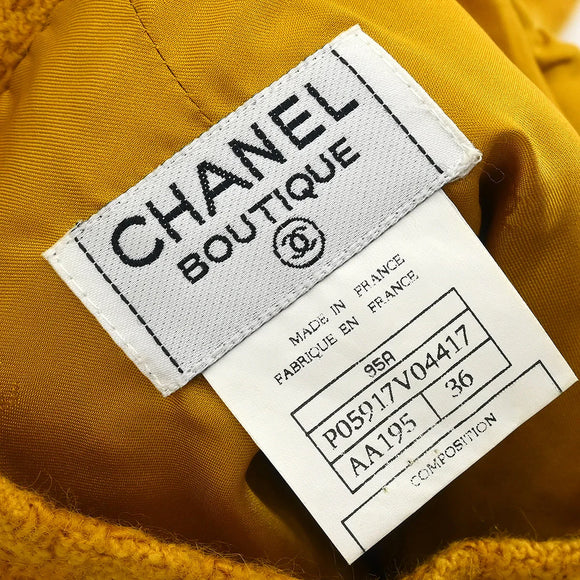 CHANEL
BOUTIQUE
MADE IN FRANCE
FABRIQUE EN FRANCE
95A
P05917V04417
AA195 36
COMPOSITION